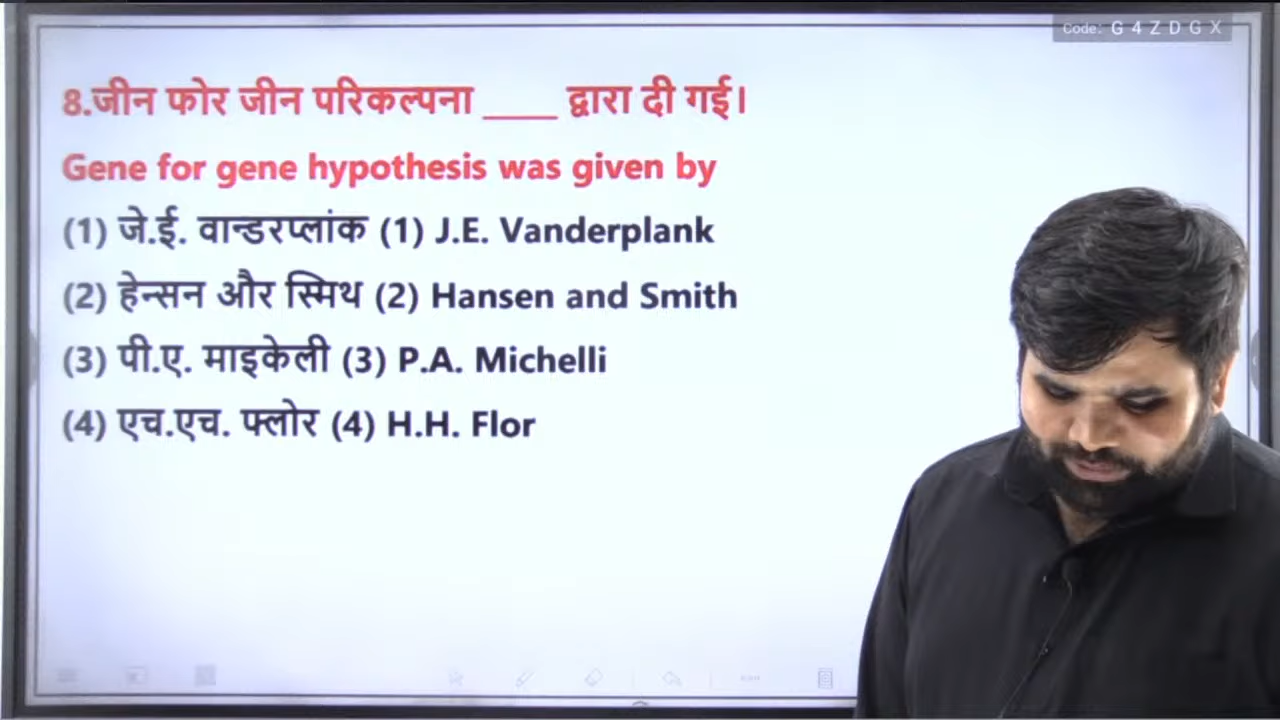 Code: G4ZDGX
8.जीन फोर जीन परिकल्पना ____ द्वारा दी गई।
Gene for gene hypothesis was given by
(1) जे.ई. वान्डरप्लांक (1) J.E. Vanderplank
(2) हेन्सन और स्मिथ (2) Hansen and Smith
(3) पी.ए. माइकेली (3) P.A. Michelli
(4) एच.एच. फ्लोर (4) H.H. Flor